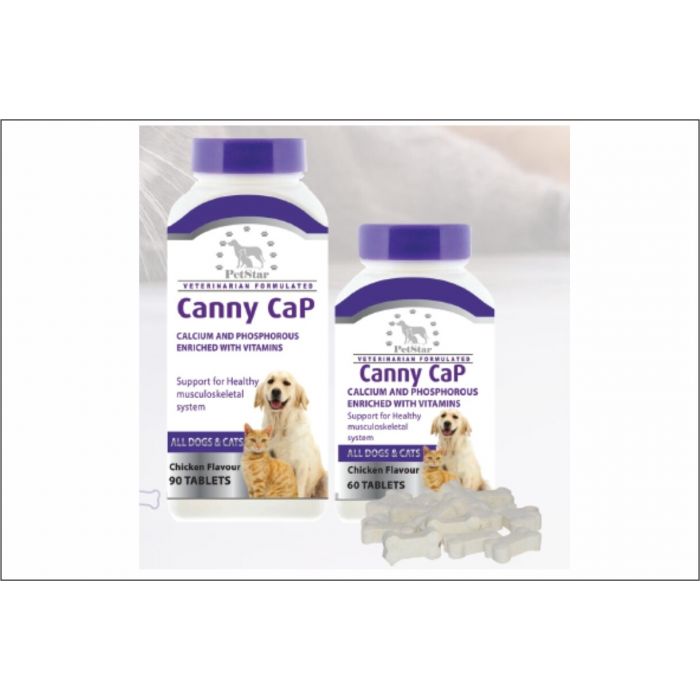 PetStar
VETERINARIAN FORMULATED
Canny CaP
CALCIUM AND PHOSPHOROUS
ENRICHED WITH VITAMINS
Support for Healthy
musculoskeletal
system
ALL DOGS & CATS
Chicken Flavour
90 TABLETS
PetStar
VETERINARIAN FORMULATED
Canny CaP
CALCIUM AND PHOSPHOROUS
ENRICHED WITH VITAMINS
Support for Healthy
musculoskeletal
system
ALL DOGS & CATS
Chicken Flavour
60 TABLETS